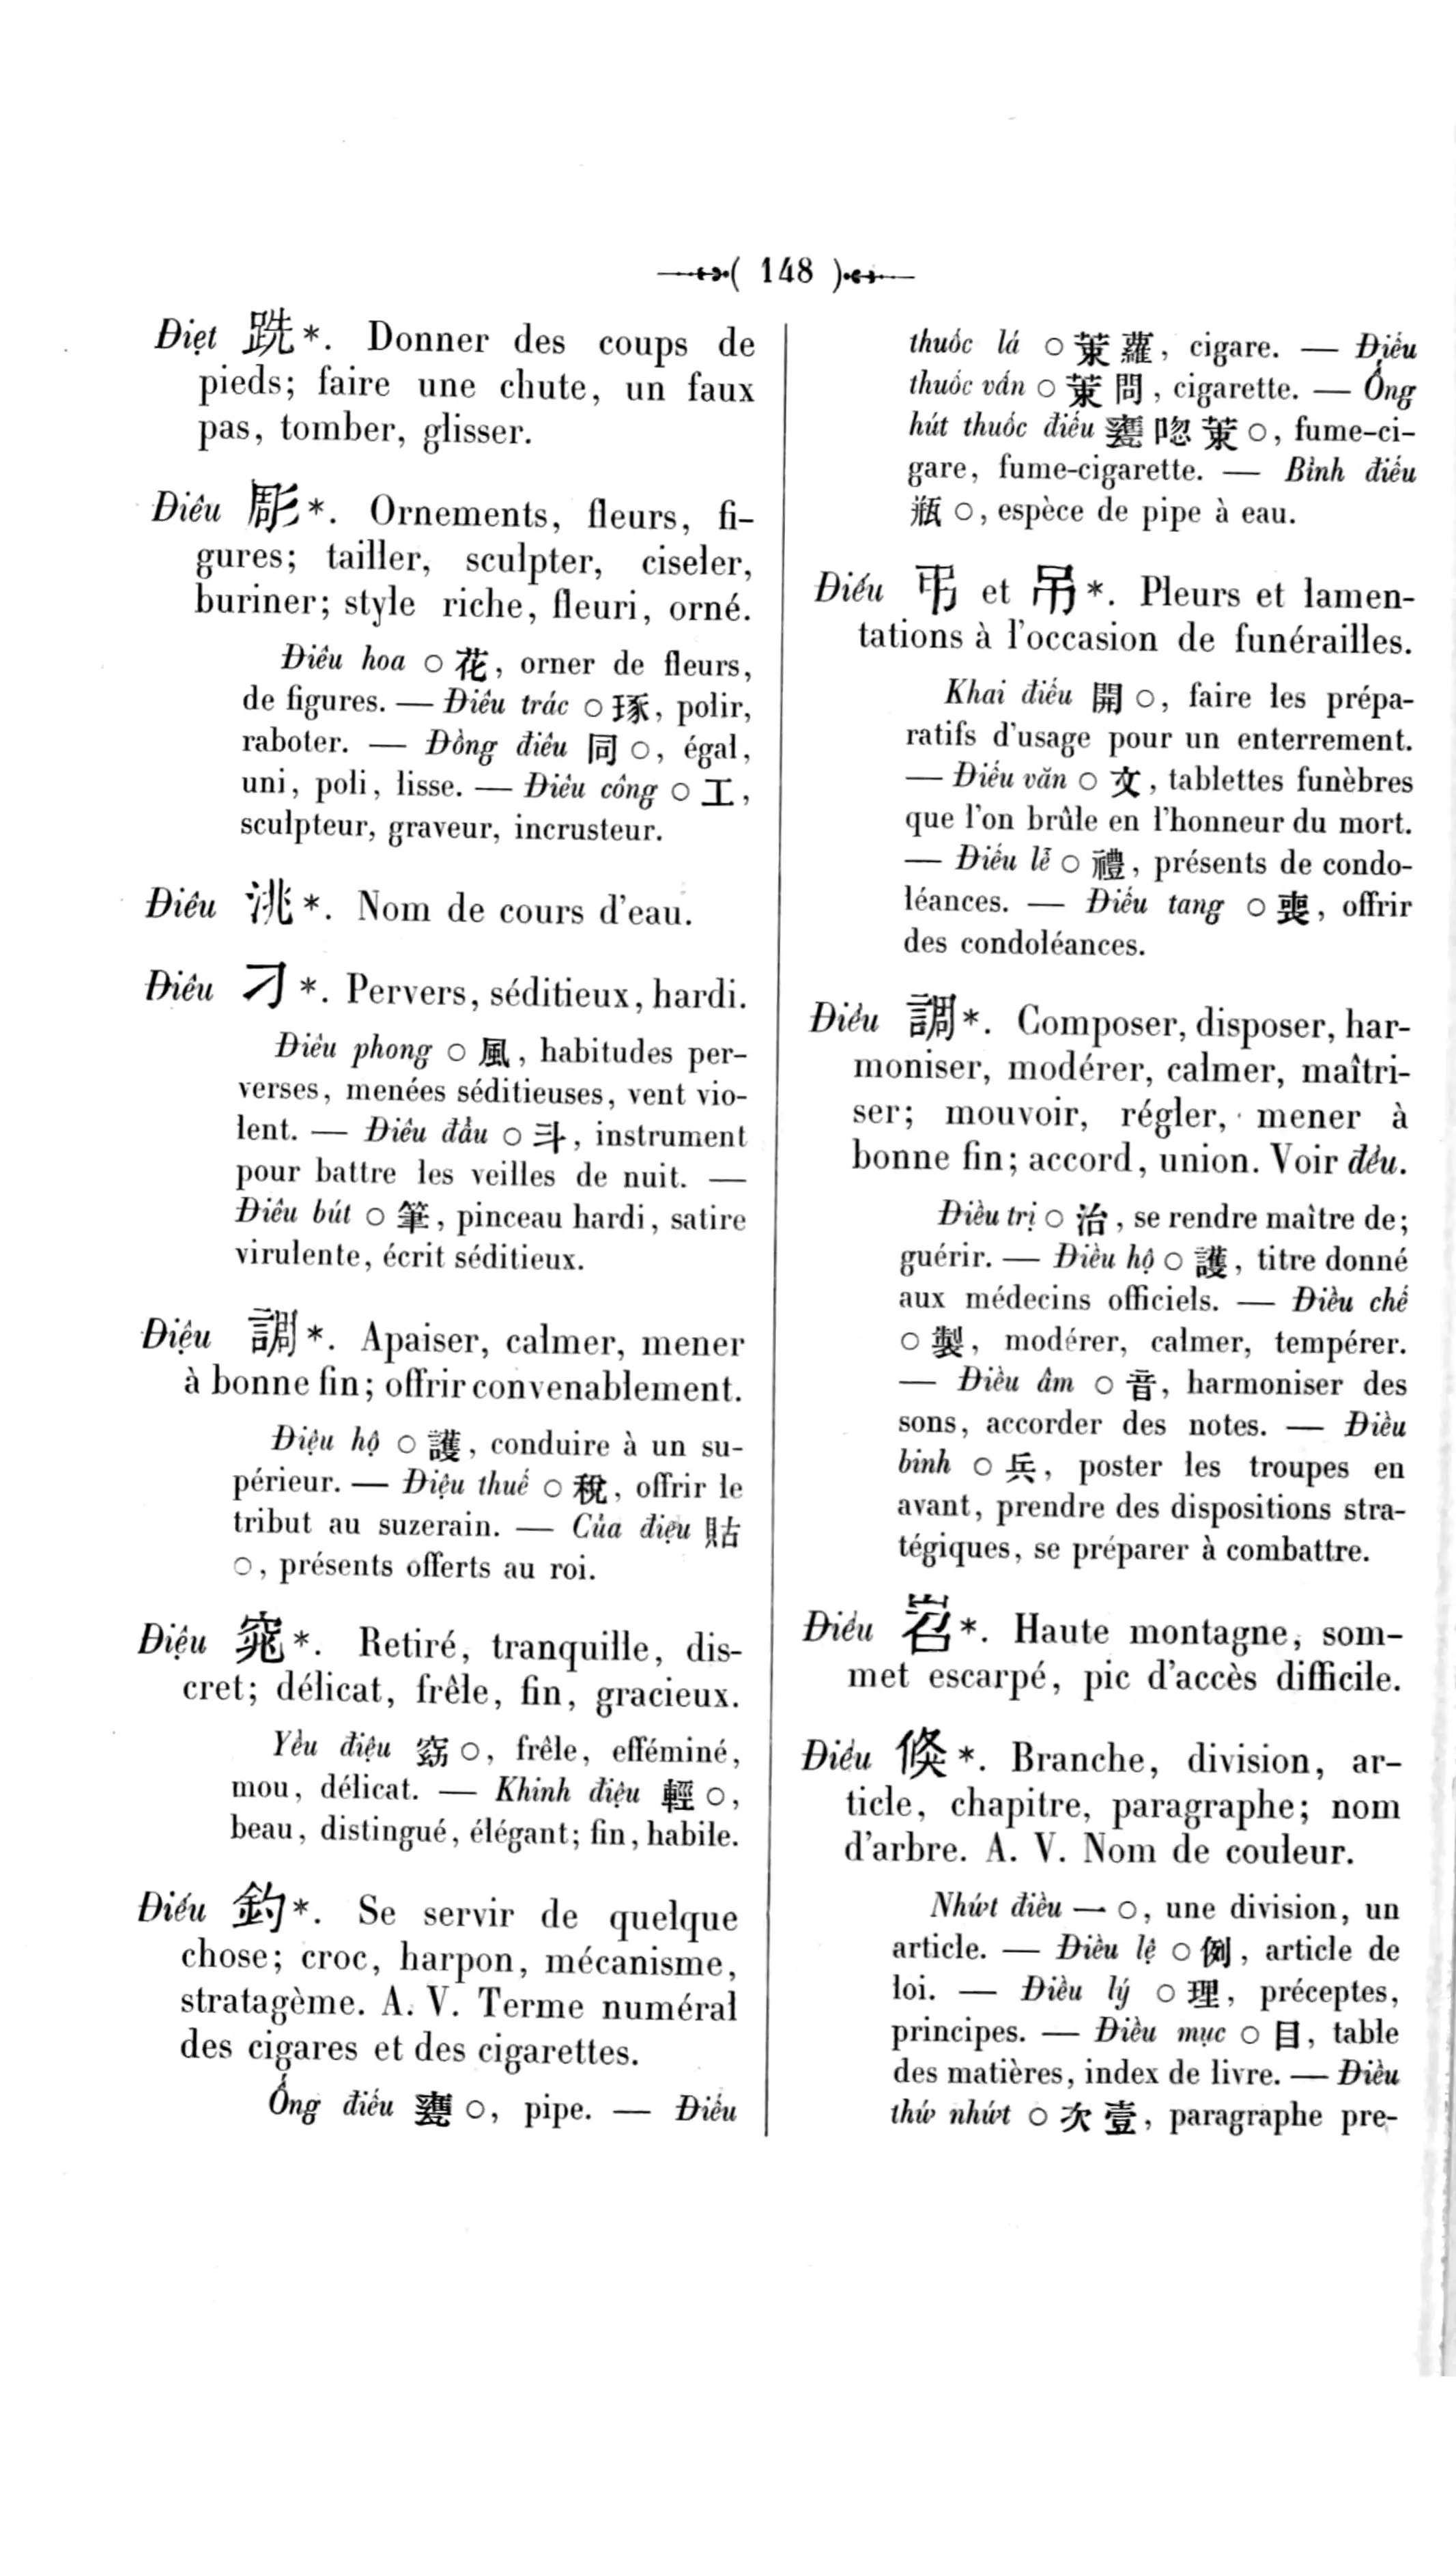 ( 148 )
Điẹt 跣*. Donner des coups de
pieds; faire une chute, un faux
pas, tomber, glisser.
Điêu 彫*. Ornements, fleurs, fi-
gures; tailler, sculpter, ciseler,
buriner; style riche, fleuri, orné.
Điêu hoa ○ 花, orner de fleurs,
de figures. — Điêu trác ○ 琢, polir,
raboter. — Đồng điêu 同 ○, égal,
uni, poli, lisse. — Điêu công ○ 工,
sculpteur, graveur, incrusteur.
Điêu 洮*. Nom de cours d'eau.
Điêu 刁*. Pervers, séditieux, hardi.
Điêu phong ○ 風, habitudes per-
verses, menées séditieuses, vent vio-
lent. — Điêu đẩu ○ 斗, instrument
pour battre les veilles de nuit. —
Điêu bút ○ 筆, pinceau hardi, satire
virulente, écrit séditieux.
Điệu 調*. Apaiser, calmer, mener
à bonne fin; offrir convenablement.
Điệu hộ ○ 護, conduire à un su-
périeur. — Điệu thuế ○ 稅, offrir le
tribut au suzerain. — Của điệu 貼
○, présents offerts au roi.
Điệu 窕*. Retiré, tranquille, dis-
cret; délicat, frêle, fin, gracieux.
Yểu điệu 窈 ○, frêle, efféminé,
mou, délicat. — Khinh điệu 輕 ○,
beau, distingué, élégant; fin, habile.
Điếu 釣*. Se servir de quelque
chose; croc, harpon, mécanisme,
stratagème. A. V. Terme numéral
des cigares et des cigarettes.
Ống điếu 甕 ○, pipe. — Điếu
thuốc lá ○ 葉 蘿, cigare. — Điếu
thuốc vấn ○ 葉 問, cigarette. — Ống
hút thuốc điếu 甕 唿 葉 ○, fume-ci-
gare, fume-cigarette. — Bình điếu
瓶 ○, espèce de pipe à eau.
Điếu 弔 et 吊*. Pleurs et lamen-
tations à l'occasion de funérailles.
Khai điếu 開 ○, faire les prépa-
ratifs d'usage pour un enterrement.
— Điếu văn ○ 文, tablettes funèbres
que l'on brûle en l'honneur du mort.
— Điếu lễ ○ 禮, présents de condo-
léances. — Điếu tang ○ 喪, offrir
des condoléances.
Điều 調*. Composer, disposer, har-
moniser, modérer, calmer, maîtri-
ser; mouvoir, régler, mener à
bonne fin; accord, union. Voir đều.
Điều trị ○ 治, se rendre maître de;
guérir. — Điều hộ ○ 護, titre donné
aux médecins officiels. — Điều chế
○ 製, modérer, calmer, tempérer.
— Điều âm ○ 音, harmoniser des
sons, accorder des notes. — Điều
binh ○ 兵, poster les troupes en
avant, prendre des dispositions stra-
tégiques, se préparer à combattre.
Điều 岧*. Haute montagne, som-
met escarpé, pic d'accès difficile.
Điều 條*. Branche, division, ar-
ticle, chapitre, paragraphe; nom
d'arbre. A. V. Nom de couleur.
Nhứt điều 一 ○, une division, un
article. — Điều lệ ○ 例, article de
loi. — Điều lý ○ 理, préceptes,
principes. — Điều mục ○ 目, table
des matières, index de livre. — Điều
thứ nhứt ○ 次 壹, paragraphe pre-